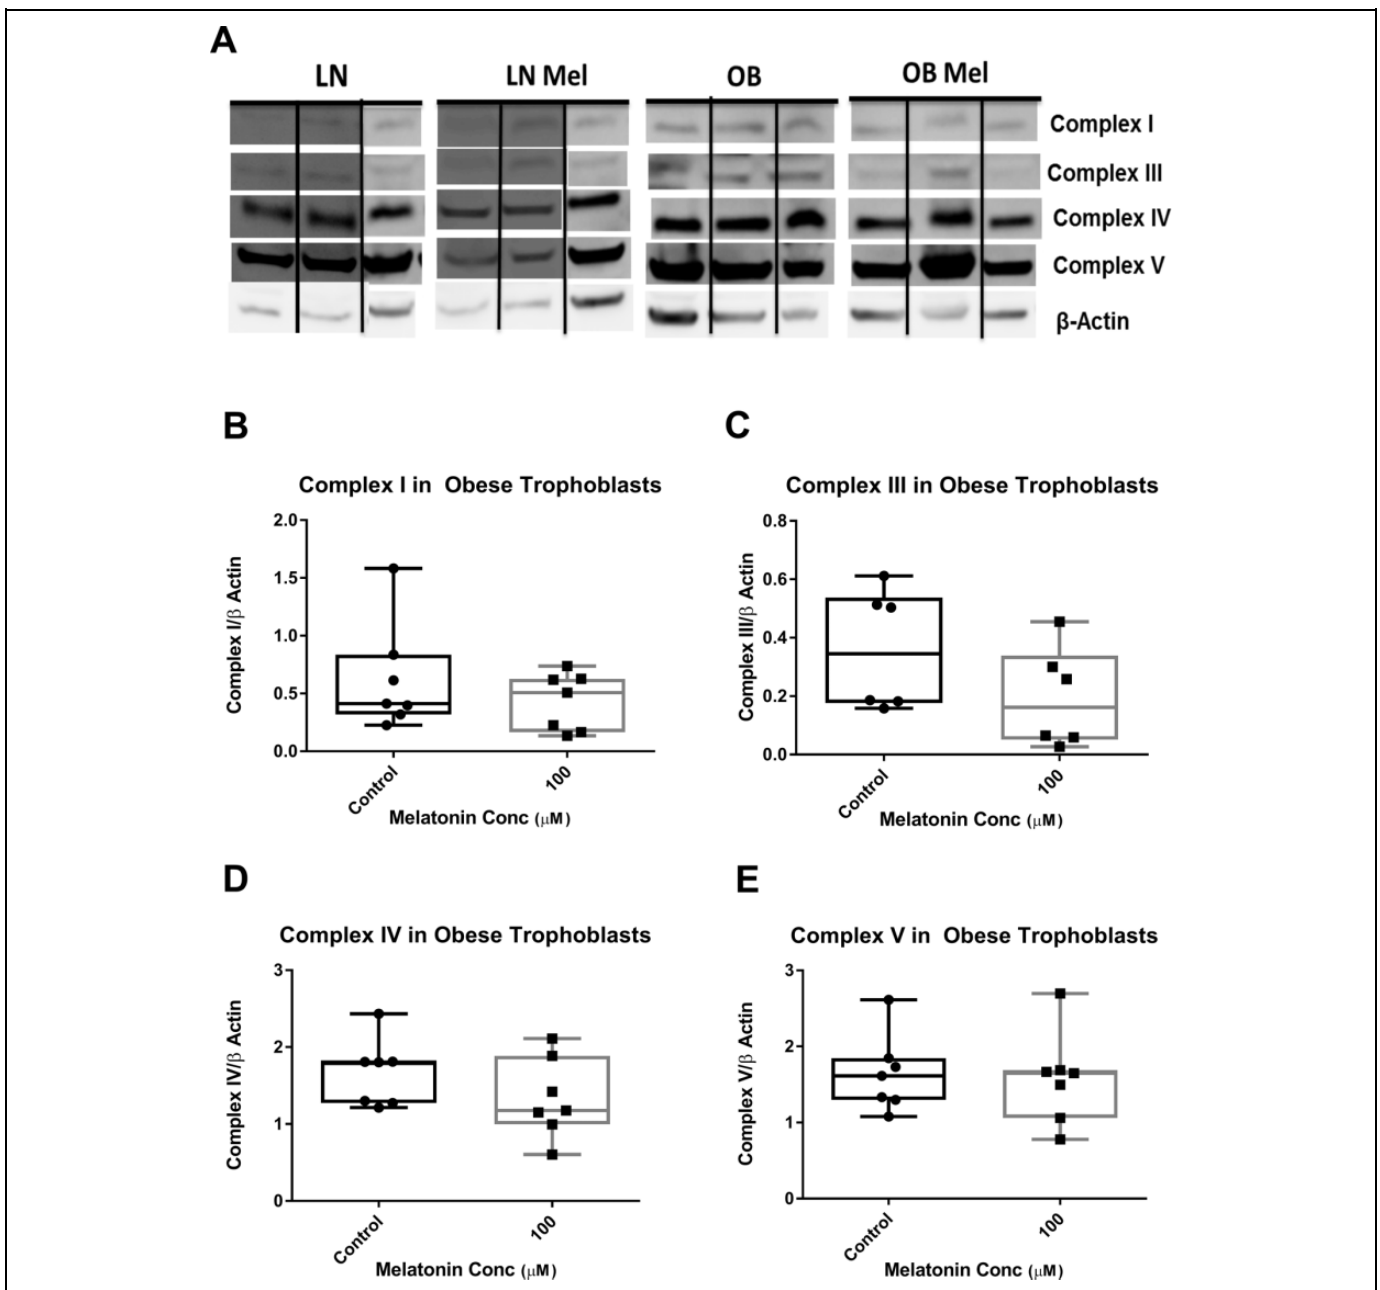 A
LN
LN Mel
OB
OB Mel
Complex I
Complex III
Complex IV
Complex V
β-Actin
B
Complex I in Obese Trophoblasts
Complex I/β Actin
2.0
1.5
1.0
0.5
0.0
Control
100
Melatonin Conc (μM)
C
Complex III in Obese Trophoblasts
Complex III/β Actin
0.8
0.6
0.4
0.2
0.0
Control
100
Melatonin Conc (μM)
D
Complex IV in Obese Trophoblasts
Complex IV/β Actin
3
2
1
0
Control
100
Melatonin Conc (μM)
E
Complex V in Obese Trophoblasts
Complex V/β Actin
3
2
1
0
Control
100
Melatonin Conc (μM)